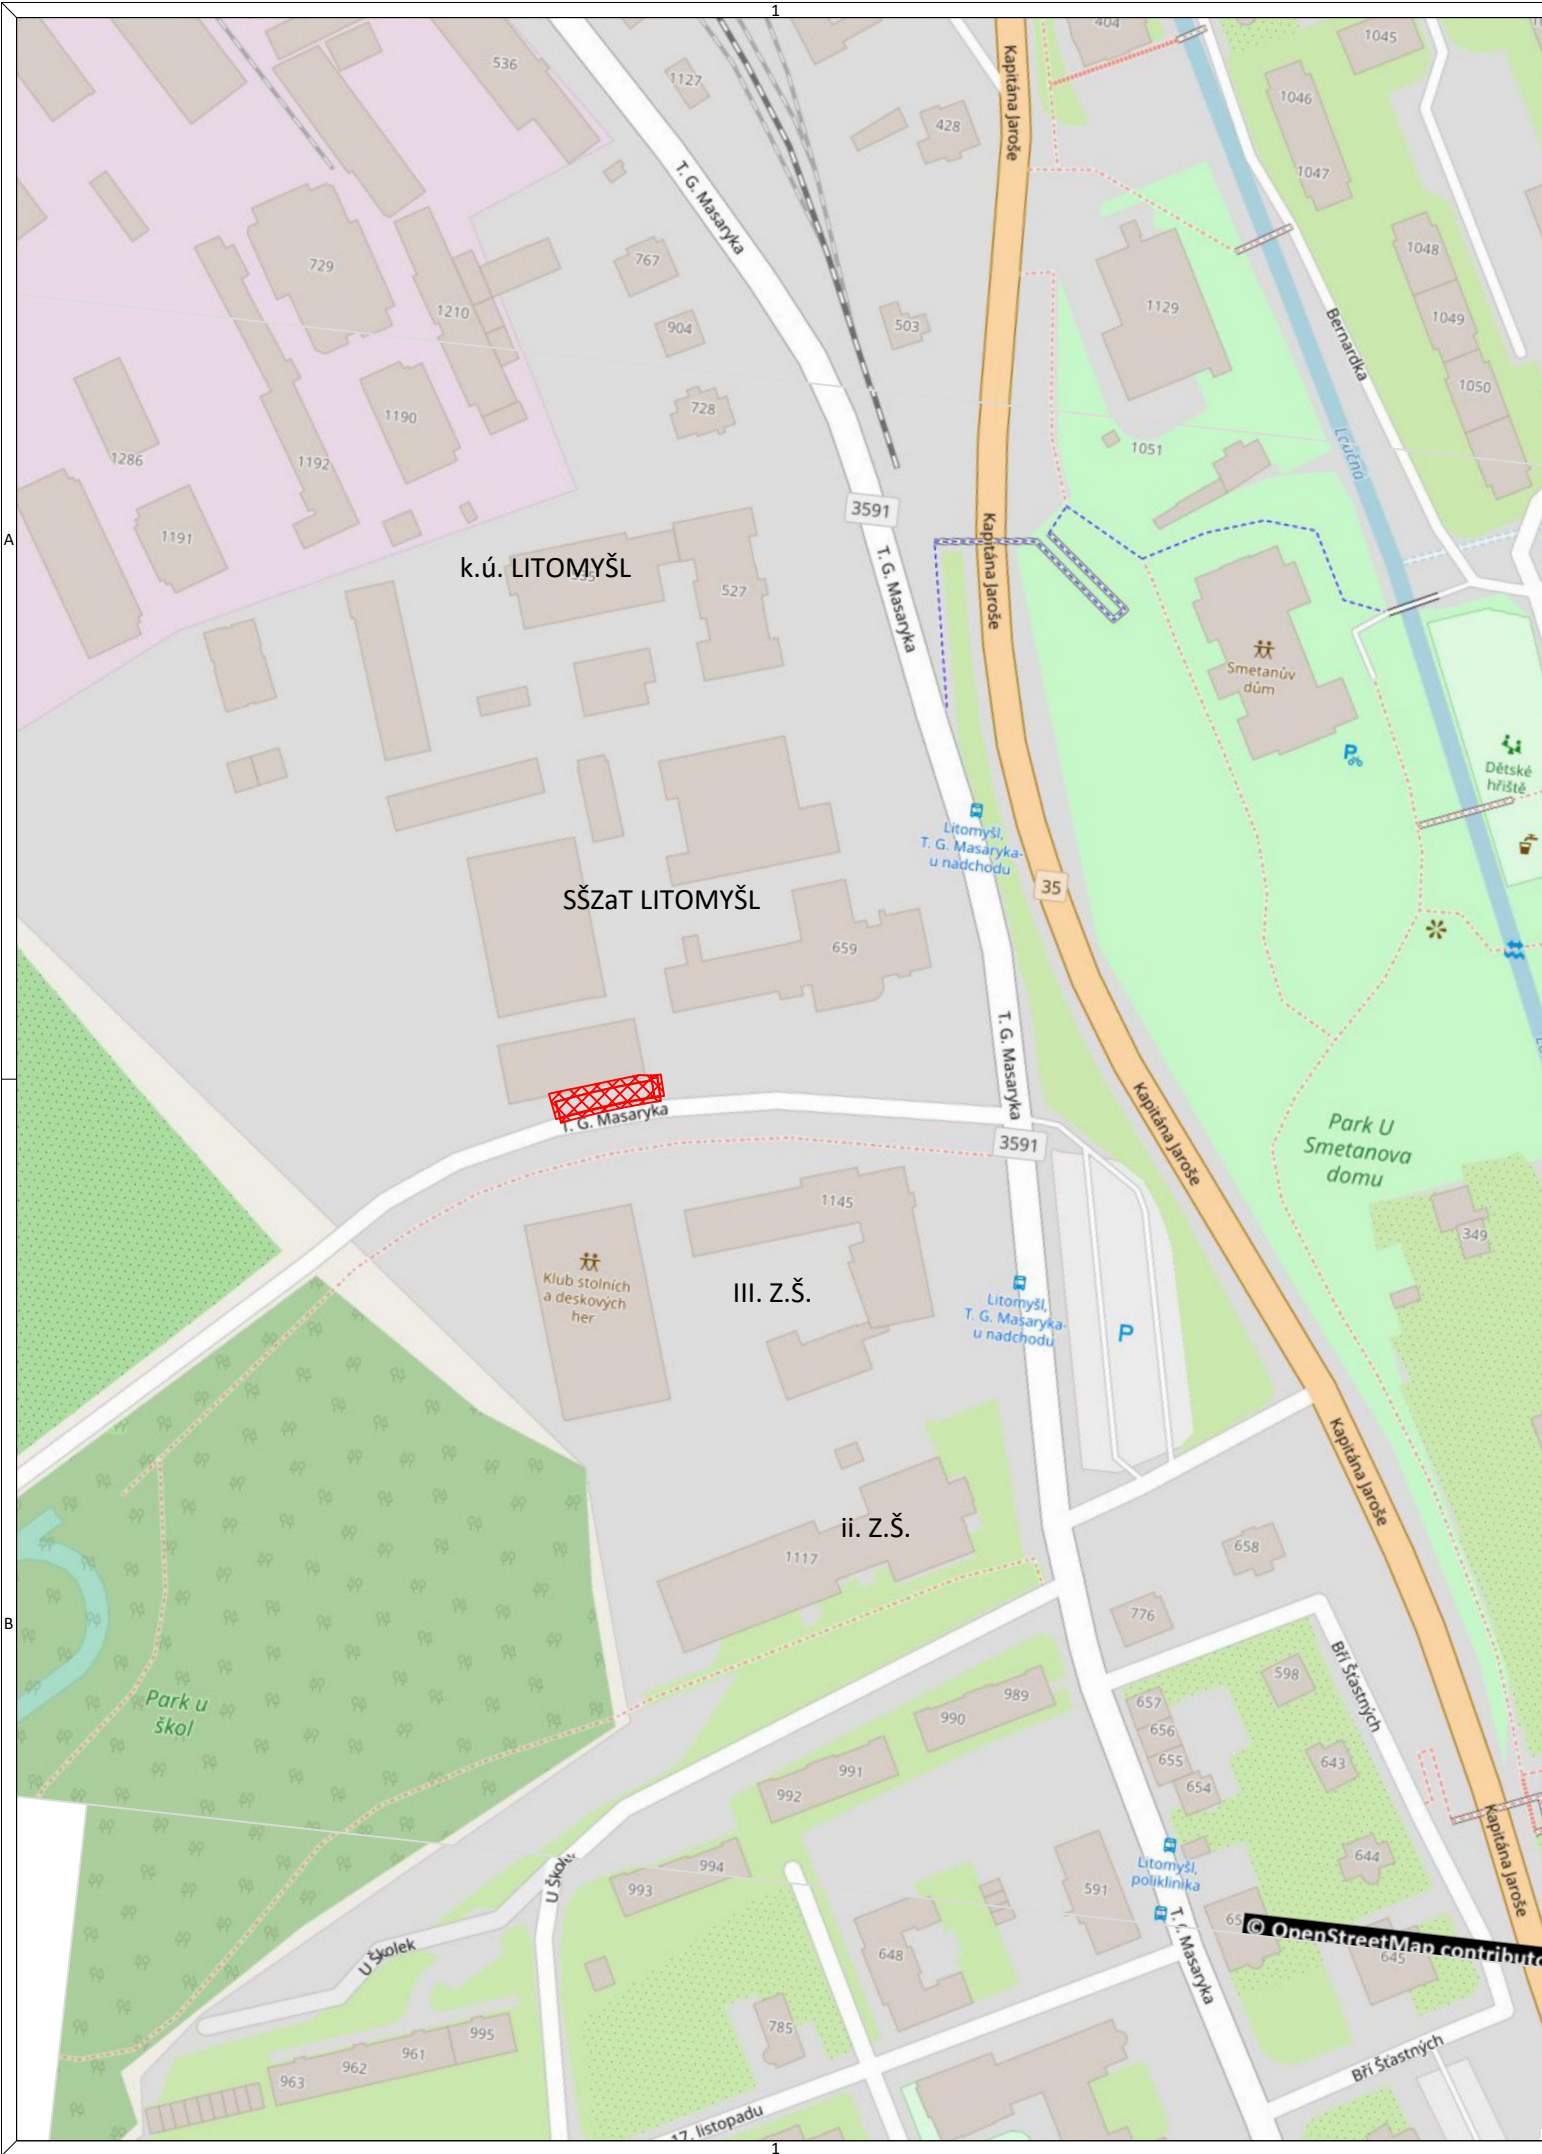 1
404
1045
Kapitána Jaroše
536
1127
1046
428
1047
T. G. Masaryka
729
767
1048
1210
1129
1049
904
503
Bernardka
1050
728
1190
1051
1286
1192
Loučná
3591
1191
Kapitána Jaroše
A
k.ú. LITOMYŠL
527
T. G. Masaryka
Smetanův
dům
P
Dětské
hřiště
Litomyšl,
T. G. Masaryka-
u nadchodu
35
SŠZaT LITOMYŠL
659
T. G. Masaryka
Kapitána Jaroše
T. G. Masaryka
3591
Park U
Smetanova
domu
1145
349
Klub stolních
a deskových
her
III. Z.Š.
Litomyšl,
T. G. Masaryka-
u nadchodu
P
Kapitána Jaroše
ii. Z.Š.
1117
658
776
B
Bří Šťastných
598
989
657
990
656
Park u
škol
655
643
991
654
992
Kapitána Jaroše
994
Litomyšl,
poliklinika
644
U Školek
993
591
© OpenStreetMap
648
T. G. Masaryka
645
U Školek
785
995
961
962
963
Bří Šťastných
17. listopadu
1